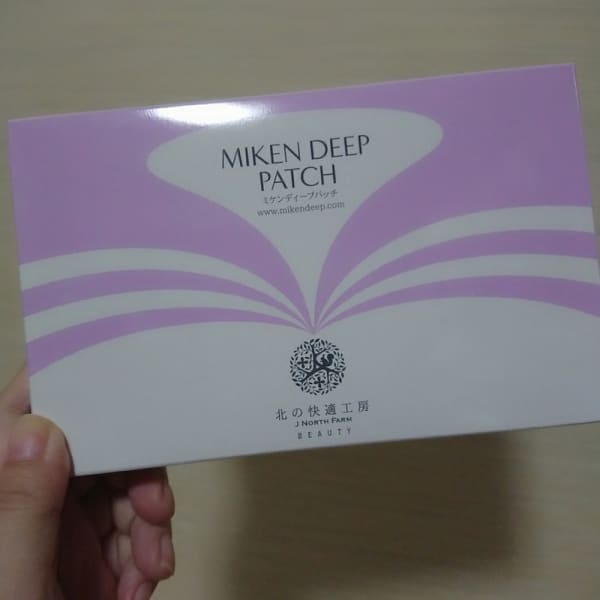 MIKEN DEEP
PATCH
ミケンディープパッチ
www.mikendeep.com
北の快適工房
J NORTH FARM
BEAUTY